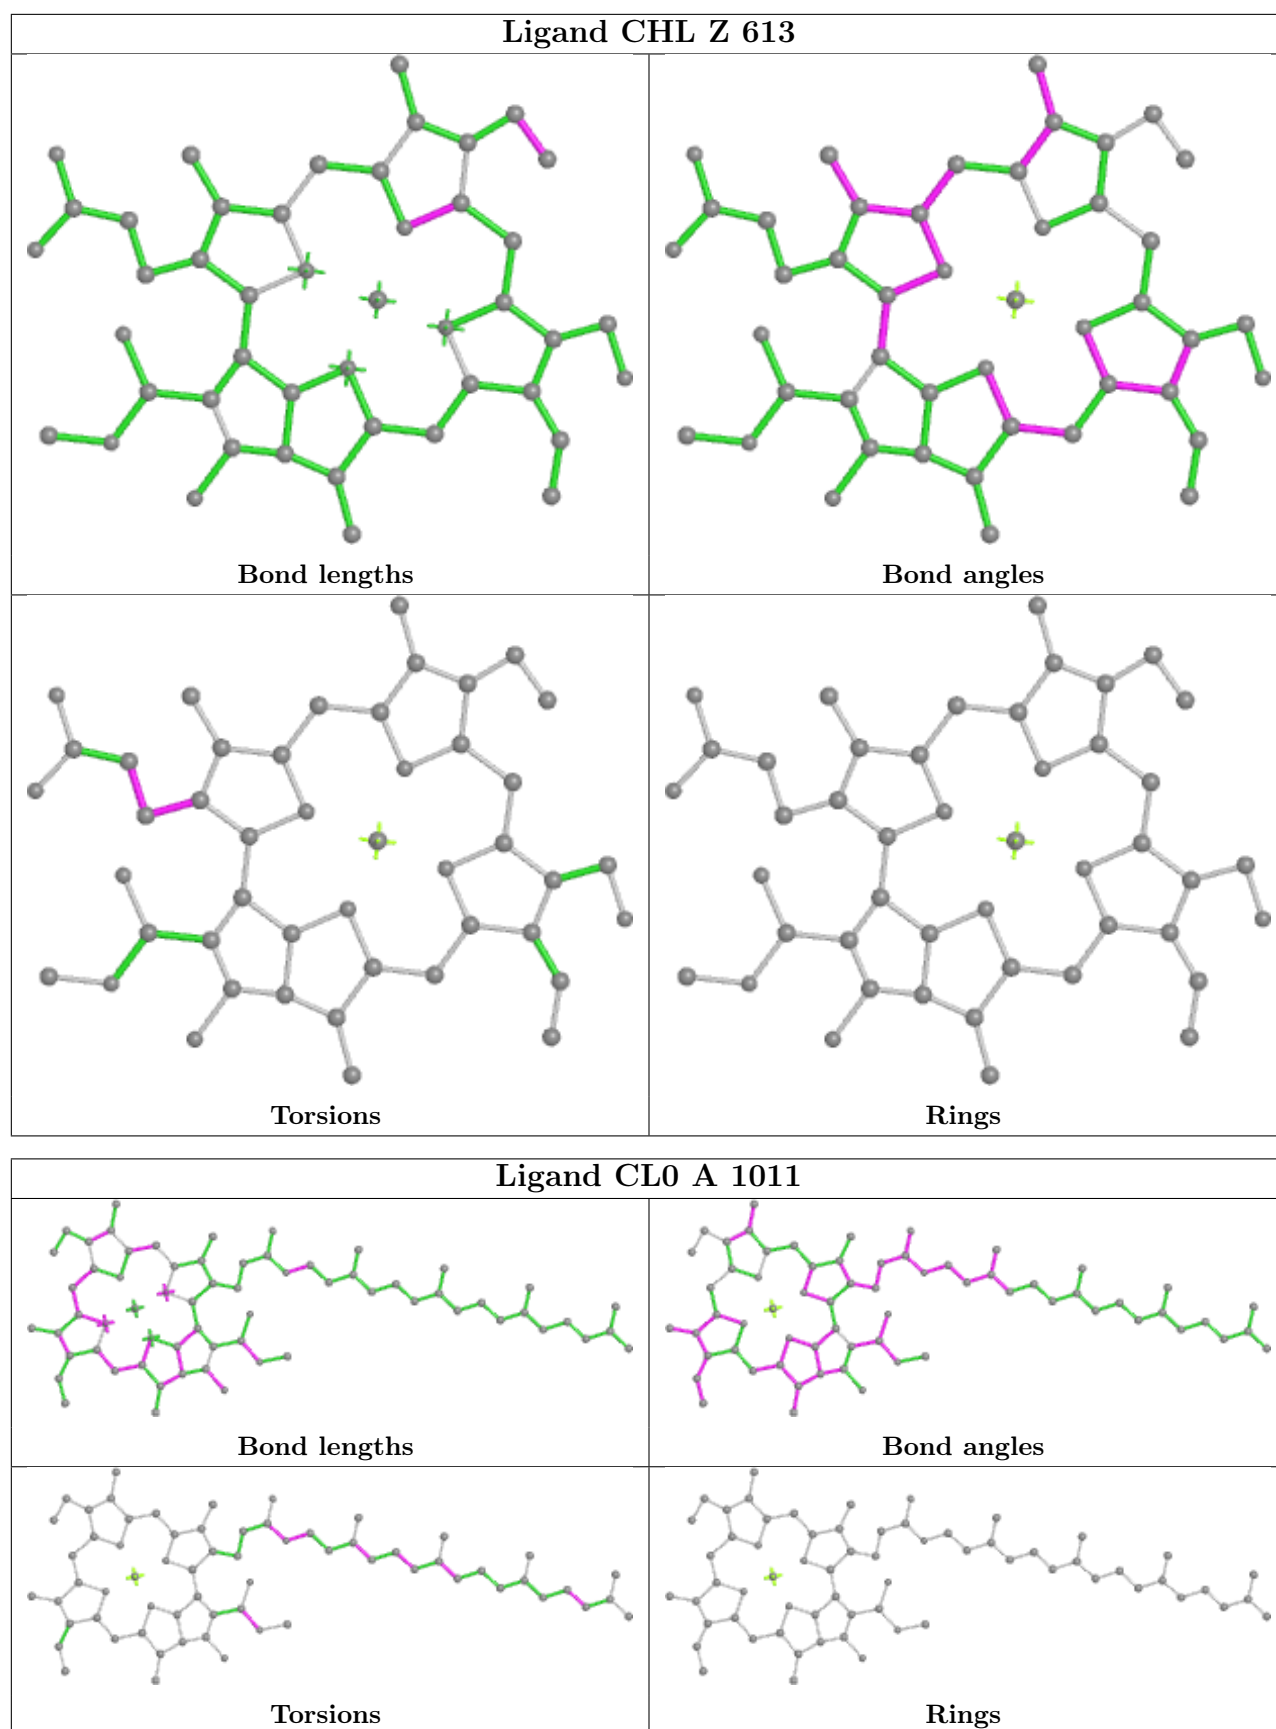 Ligand CHL Z 613
Bond lengths
Bond angles
Torsions
Rings
Ligand CL0 A 1011
Bond lengths
Bond angles
Torsions
Rings